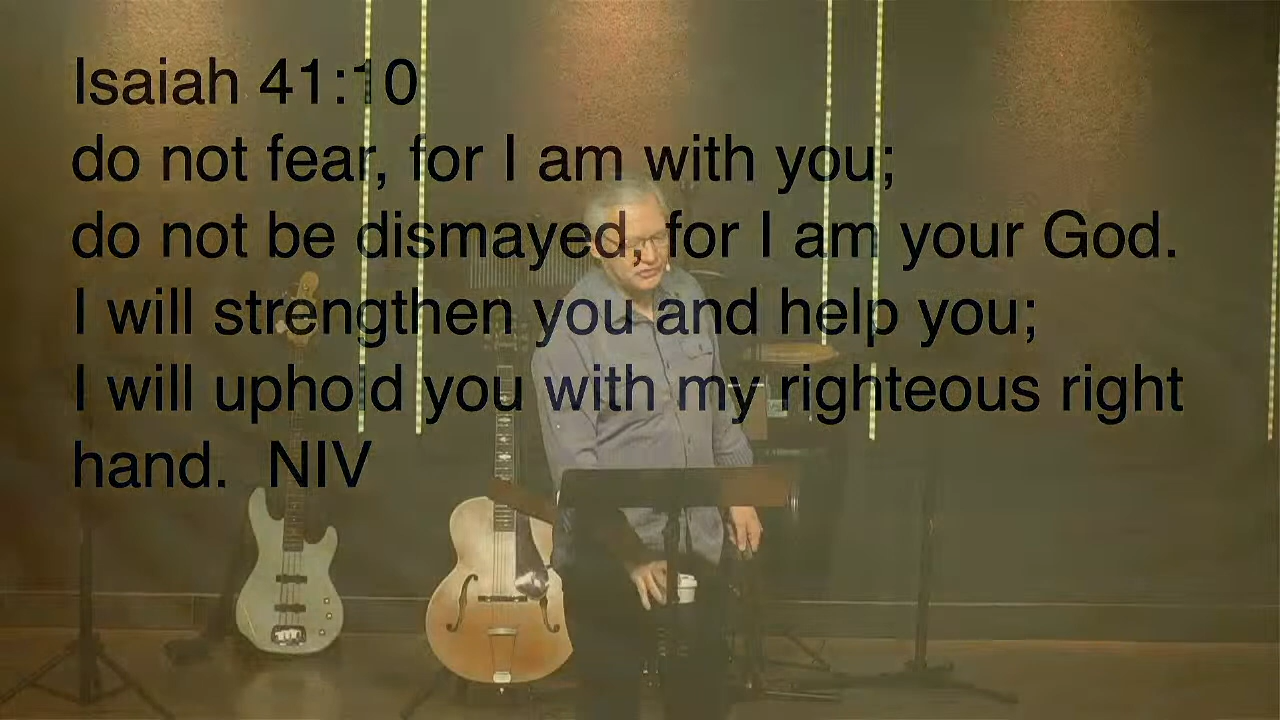 Isaiah 41:10
do not fear, for I am with you;
do not be dismayed, for I am your God.
I will strengthen you and help you;
I will uphold you with my righteous right
hand.  NIV